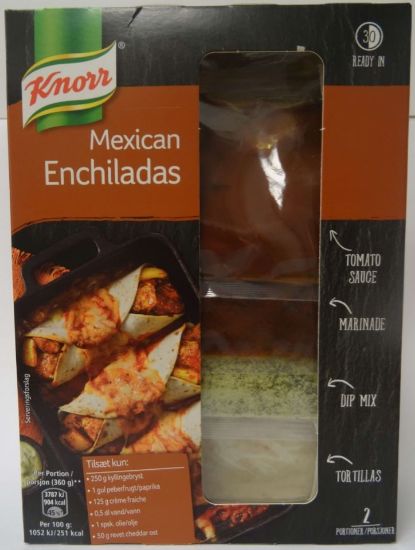 30
READY IN
Knorr®
Mexican
Enchiladas
TOMATO
SAUCE
MARINADE
DIP MIX
TORTILLAS
2
PORTIONER/PORSJONER
Serveringsforslag
Per Portion /
porsjon (360 g)**
3787 kJ
904 kcal
45%
Per 100 g:
1052 kJ/251 kcal
Tilsæt kun:
• 250 g kyllingebryst
• 1 gul peberfrugt/paprika
• 125 g crème fraiche
• 0.5 dl vand/vann
• 1 spsk. olie/olje
• 50 g revet cheddar ost